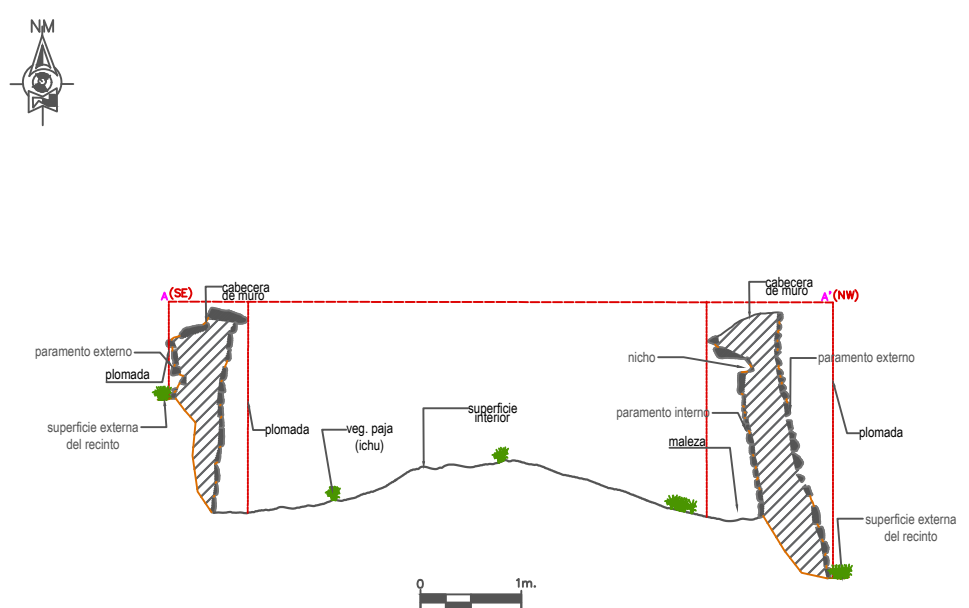 NM
A (SE)
cabecera
de muro
cabecera
de muro
A' (NW)
paramento externo
plomada
nicho
paramento externo
superficie externa
del recinto
plomada
veg. paja
(ichu)
superficie
interior
paramento interno
maleza
plomada
superficie externa
del recinto
0
1m.